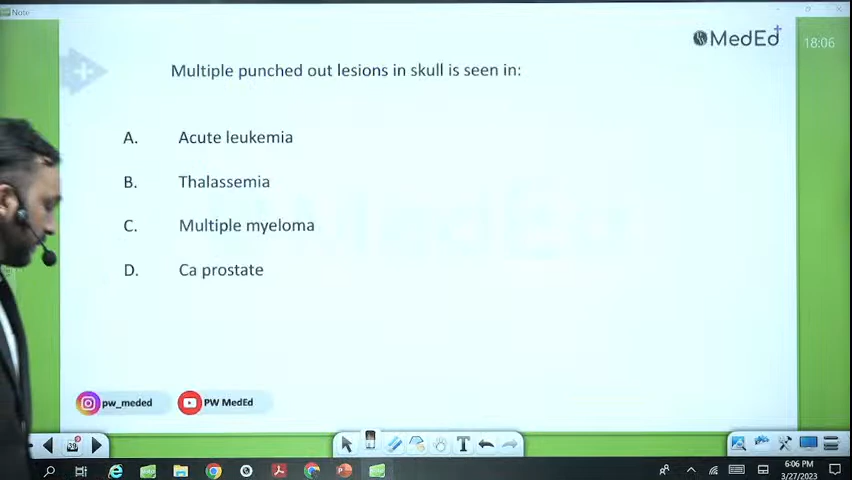 Note
MedEd+
18:06
Multiple punched out lesions in skull is seen in:
A. Acute leukemia
B. Thalassemia
C. Multiple myeloma
D. Ca prostate
pw_meded
PW MedEd
39
T
6:06 PM
3/27/2023